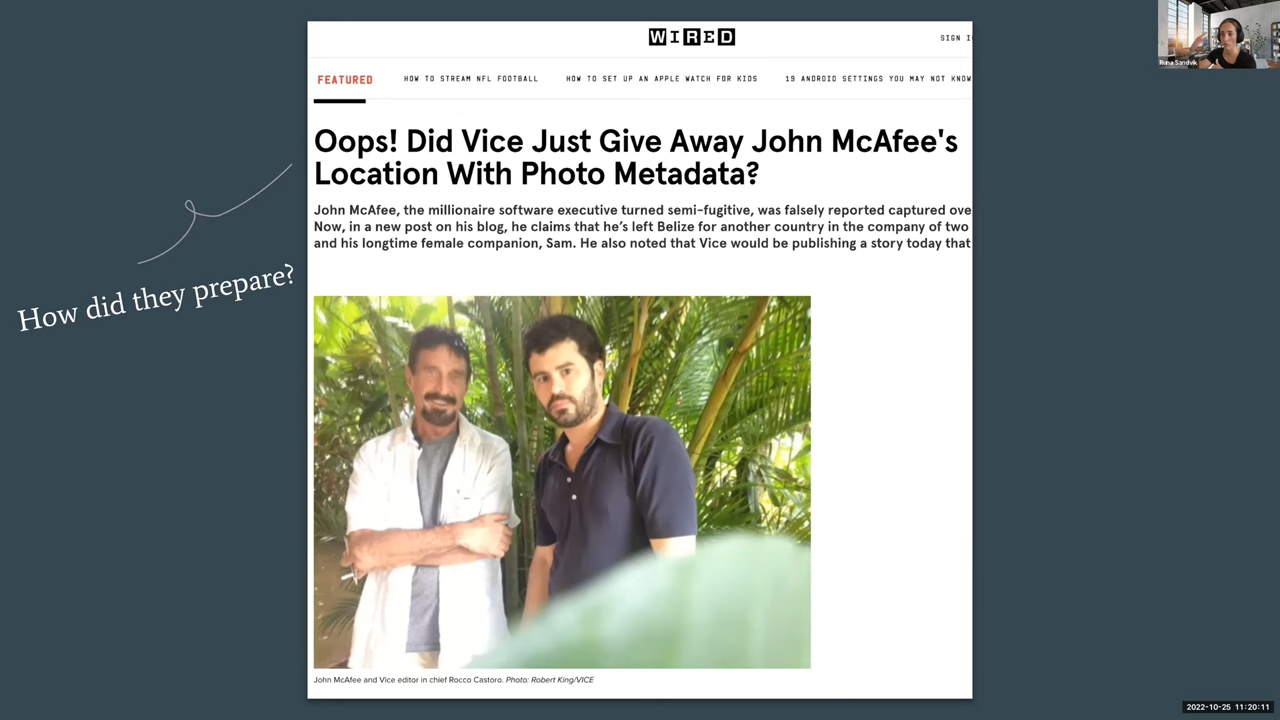 WIRED
SIGN I
Runa Sandvik
FEATURED
HOW TO STREAM NFL FOOTBALL
HOW TO SET UP AN APPLE WATCH FOR KIDS
19 ANDROID SETTINGS YOU MAY NOT KNOW
Oops! Did Vice Just Give Away John McAfee's
Location With Photo Metadata?
John McAfee, the millionaire software executive turned semi-fugitive, was falsely reported captured ove
Now, in a new post on his blog, he claims that he's left Belize for another country in the company of two
and his longtime female companion, Sam. He also noted that Vice would be publishing a story today that
How did they prepare?
John McAfee and Vice editor in chief Rocco Castoro. Photo: Robert King/VICE
2022-10-25 11:20:11